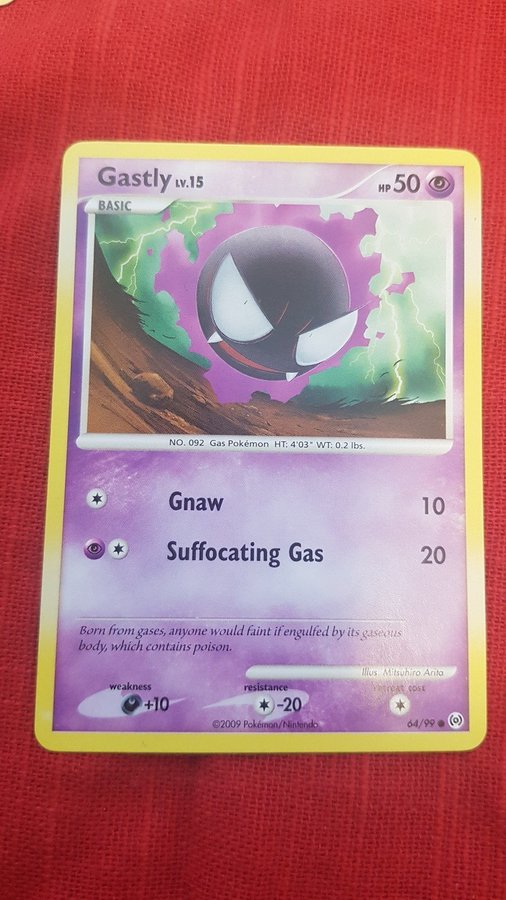 Gastly LV.15
HP 50
BASIC
NO. 092 Gas Pokémon HT: 4'03" WT: 0.2 lbs.
Gnaw 10
Suffocating Gas 20
Born from gases, anyone would faint if engulfed by its gaseous
body, which contains poison.
Illus. Mitsuhiro Arita
weakness resistance retreat cost
+10 -20
©2009 Pokémon/Nintendo 64/99